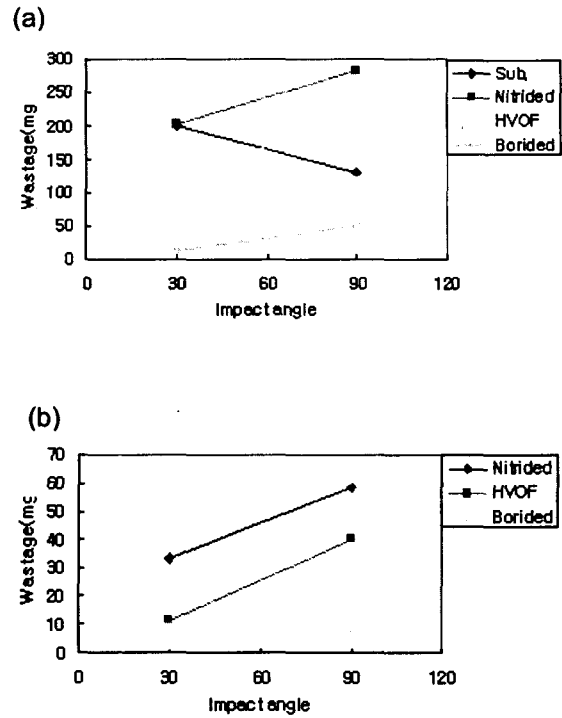 (a)
300
250
200
150
100
50
0
Wastage(mg
0 30 60 90 120
Impact angle
Sub.
Nitrided
HVOF
Borided
(b)
70
60
50
40
30
20
10
0
Wastage(mg
0 30 60 90 120
Impact angle
Nitrided
HVOF
Borided